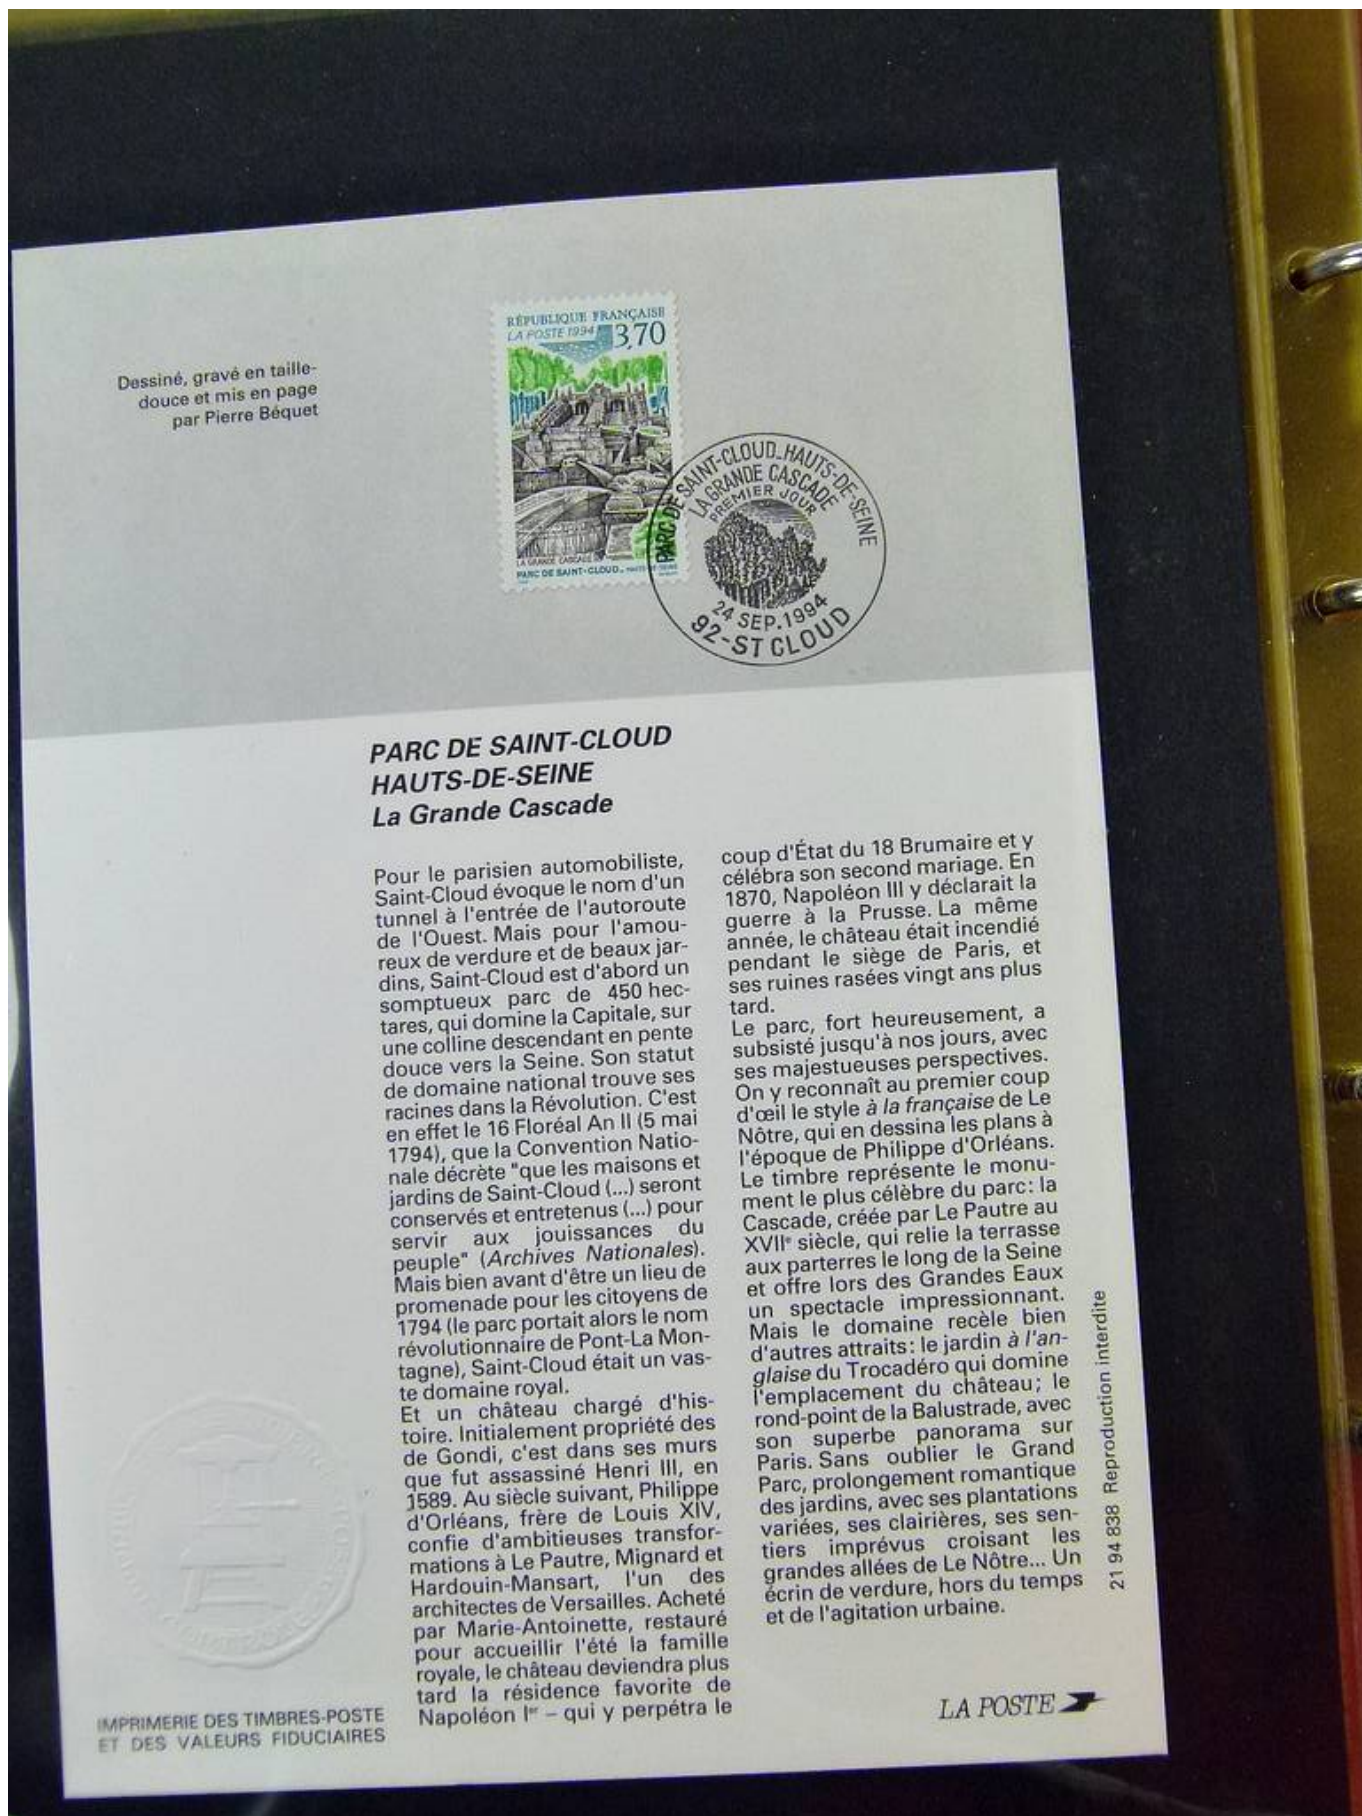 Dessiné, gravé en taille-
douce et mis en page
par Pierre Béquet
RÉPUBLIQUE FRANÇAISE
LA POSTE 1994
3,70
LA GRANDE CASCADE
PARC DE SAINT-CLOUD_ HAUTS-DE-SEINE
PARC DE SAINT-CLOUD_HAUTS-DE-SEINE
LA GRANDE CASCADE
PREMIER JOUR
24 SEP.1994
92-ST CLOUD
PARC DE SAINT-CLOUD
HAUTS-DE-SEINE
La Grande Cascade
Pour le parisien automobiliste,
Saint-Cloud évoque le nom d'un
tunnel à l'entrée de l'autoroute
de l'Ouest. Mais pour l'amou-
reux de verdure et de beaux jar-
dins, Saint-Cloud est d'abord un
somptueux parc de 450 hec-
tares, qui domine la Capitale, sur
une colline descendant en pente
douce vers la Seine. Son statut
de domaine national trouve ses
racines dans la Révolution. C'est
en effet le 16 Floréal An II (5 mai
1794), que la Convention Natio-
nale décrète "que les maisons et
jardins de Saint-Cloud (...) seront
conservés et entretenus (...) pour
servir aux jouissances du
peuple" (Archives Nationales).
Mais bien avant d'être un lieu de
promenade pour les citoyens de
1794 (le parc portait alors le nom
révolutionnaire de Pont-La Mon-
tagne), Saint-Cloud était un vas-
te domaine royal.
Et un château chargé d'his-
toire. Initialement propriété des
de Gondi, c'est dans ses murs
que fut assassiné Henri III, en
1589. Au siècle suivant, Philippe
d'Orléans, frère de Louis XIV,
confie d'ambitieuses transfor-
mations à Le Pautre, Mignard et
Hardouin-Mansart, l'un des
architectes de Versailles. Acheté
par Marie-Antoinette, restauré
pour accueillir l'été la famille
royale, le château deviendra plus
tard la résidence favorite de
Napoléon Iᵉʳ – qui y perpétra le
coup d'État du 18 Brumaire et y
célébra son second mariage. En
1870, Napoléon III y déclarait la
guerre à la Prusse. La même
année, le château était incendié
pendant le siège de Paris, et
ses ruines rasées vingt ans plus
tard.
Le parc, fort heureusement, a
subsisté jusqu'à nos jours, avec
ses majestueuses perspectives.
On y reconnaît au premier coup
d'œil le style à la française de Le
Nôtre, qui en dessina les plans à
l'époque de Philippe d'Orléans.
Le timbre représente le monu-
ment le plus célèbre du parc: la
Cascade, créée par Le Pautre au
XVIIᵉ siècle, qui relie la terrasse
aux parterres le long de la Seine
et offre lors des Grandes Eaux
un spectacle impressionnant.
Mais le domaine recèle bien
d'autres attraits: le jardin à l'an-
glaise du Trocadéro qui domine
l'emplacement du château; le
rond-point de la Balustrade, avec
son superbe panorama sur
Paris. Sans oublier le Grand
Parc, prolongement romantique
des jardins, avec ses plantations
variées, ses clairières, ses sen-
tiers imprévus croisant les
grandes allées de Le Nôtre... Un
écrin de verdure, hors du temps
et de l'agitation urbaine.
21 94 838 Reproduction interdite
IMPRIMERIE DES TIMBRES-POSTE
ET DES VALEURS FIDUCIAIRES
LA POSTE